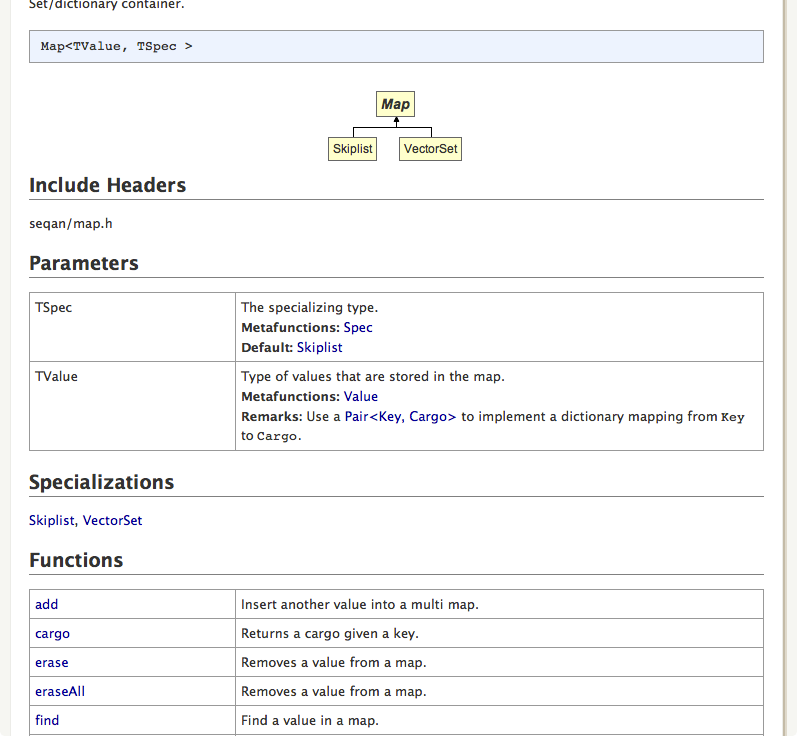 Set/dictionary container.
Map<TValue, TSpec >
Map
Skiplist VectorSet
Include Headers
seqan/map.h
Parameters
TSpec The specializing type.
Metafunctions: Spec
Default: Skiplist
TValue Type of values that are stored in the map.
Metafunctions: Value
Remarks: Use a Pair<Key, Cargo> to implement a dictionary mapping from Key
to Cargo.
Specializations
Skiplist, VectorSet
Functions
add Insert another value into a multi map.
cargo Returns a cargo given a key.
erase Removes a value from a map.
eraseAll Removes a value from a map.
find Find a value in a map.